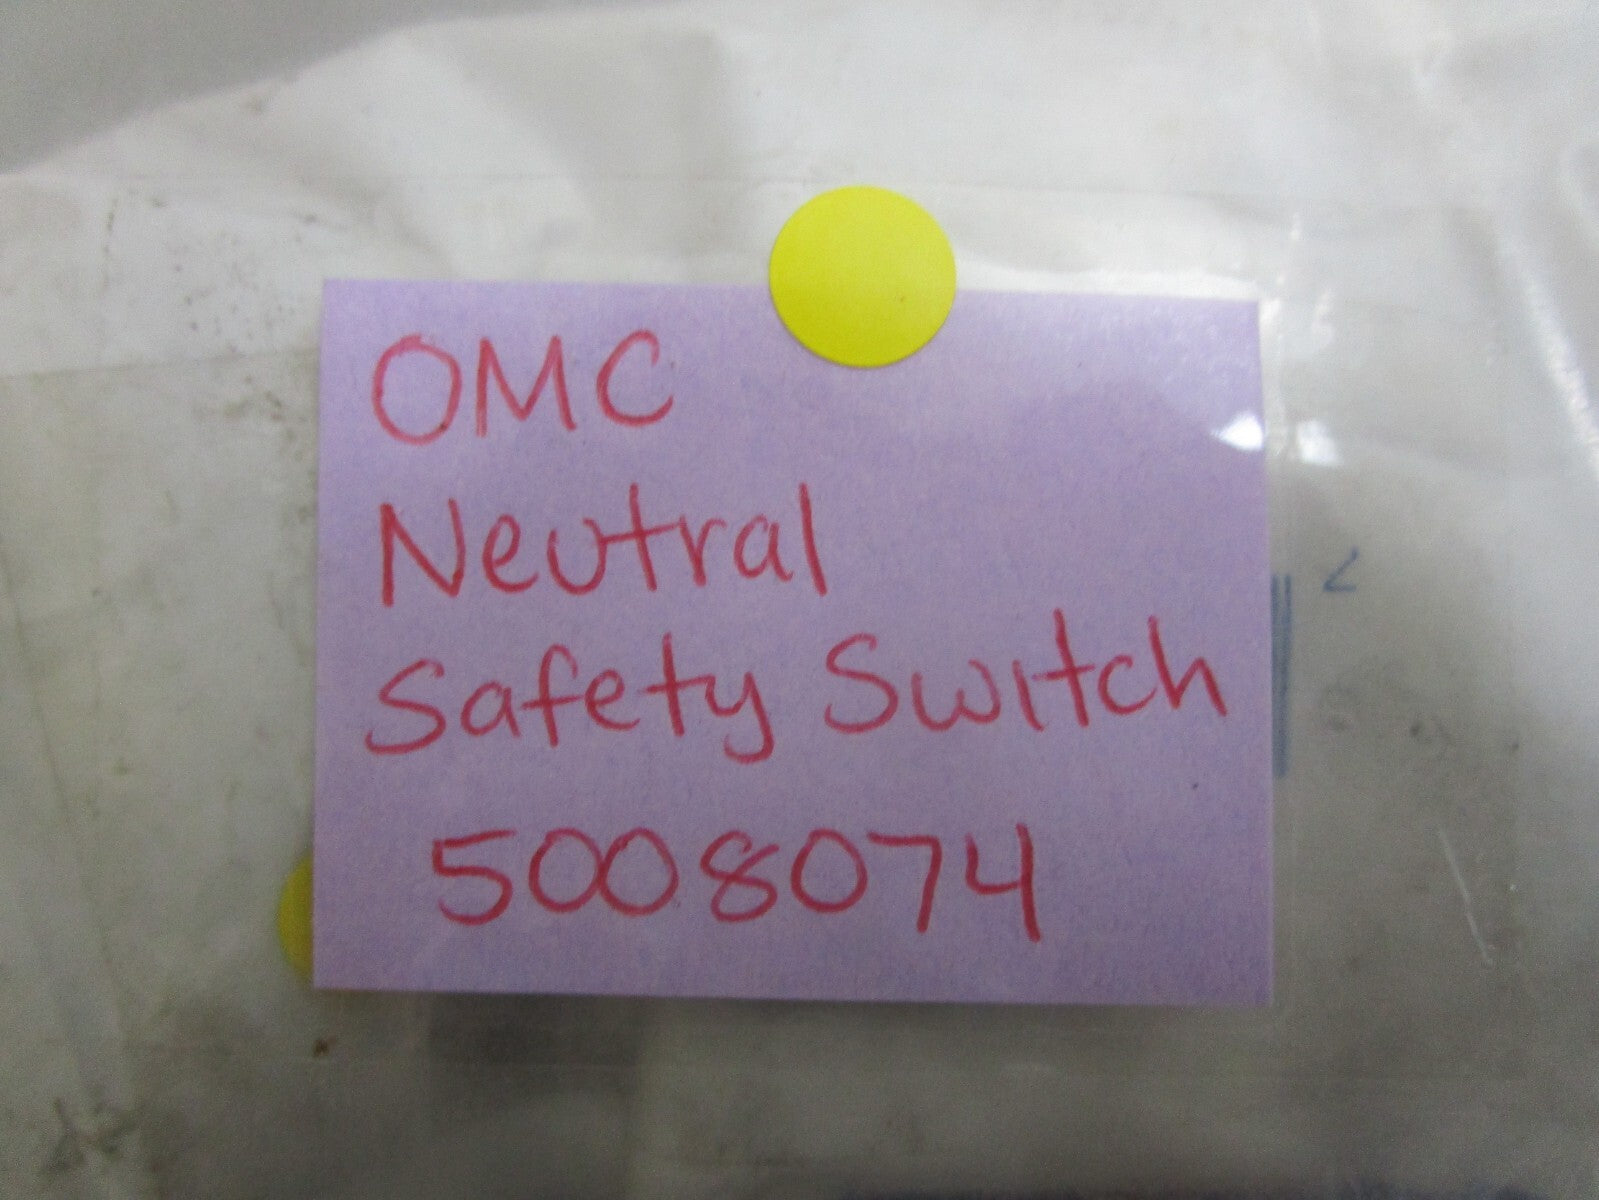 OMC
Neutral
Safety Switch
5008074